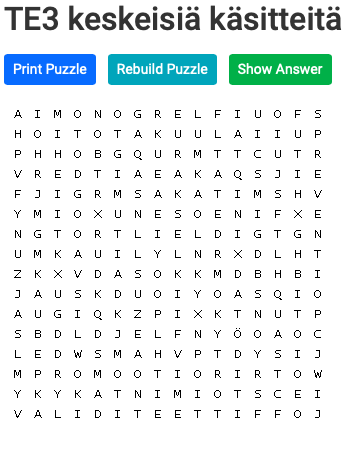 TE3 keskeisiä käsitteitä
Print Puzzle Rebuild Puzzle Show Answer
A I M O N O G R E L F I U O F S
H O I T O T A K U U L A I I U P
P H H O B G Q U R M T T C U T R
V R E D T I A E A K A Q S J I E
F J I G R M S A K A T I M S H V
Y M I O X U N E S O E N I F X E
N G T O R T L I E L D I G T G N
U M K A U I L Y L N R X D L H T
Z K X V D A S O K K M D B H B I
J A U S K D U O I Y O A S Q I O
A U G I Q K Z P I X K T N U T P
S B D L D J E L F N Y Ö O A O C
L E D W S M A H V P T D Y S I J
M P R O M O O T I O R I R T O W
Y K Y K A T N I M I O T S C E I
V A L I D I T E E T T I F F O J